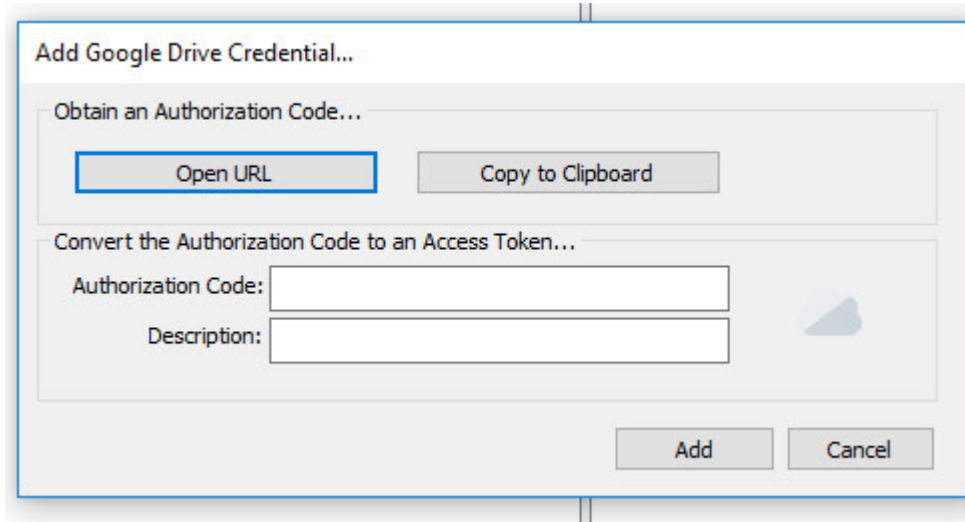 Add Google Drive Credential...
Obtain an Authorization Code...
Open URL
Copy to Clipboard
Convert the Authorization Code to an Access Token...
Authorization Code:
Description:
Add
Cancel